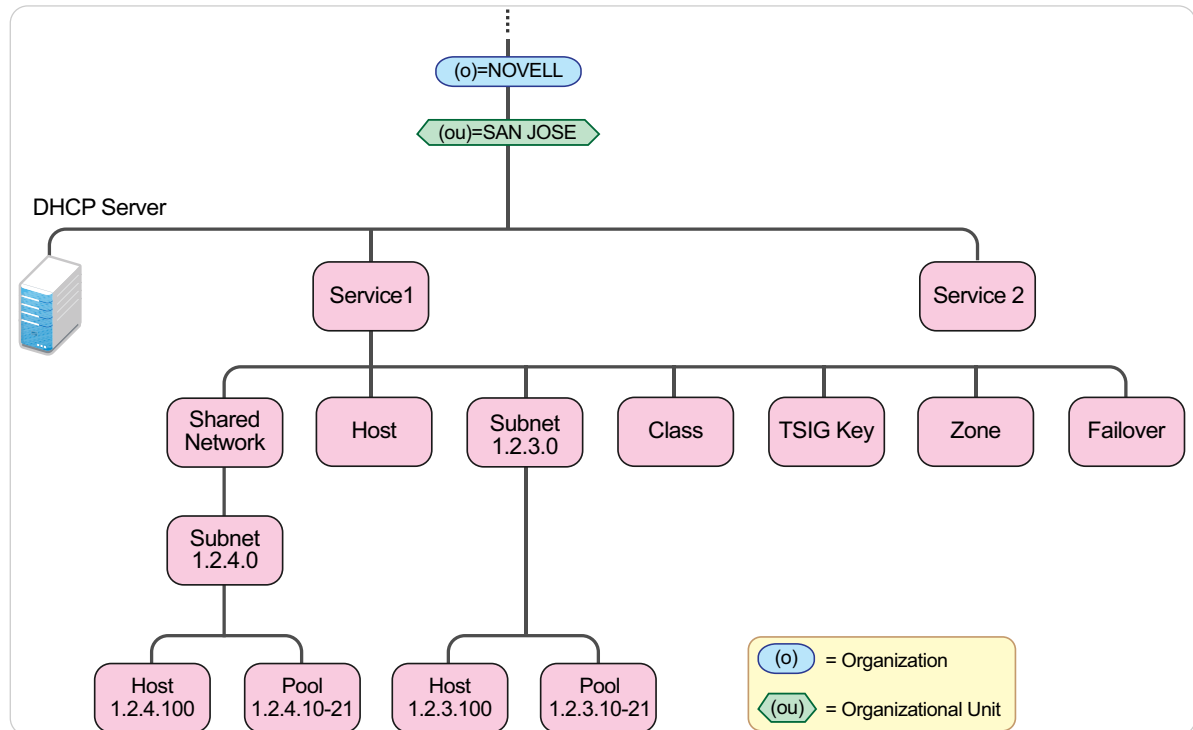 (o)=NOVELL
(ou)=SAN JOSE
DHCP Server
Service1
Service 2
Shared
Network
Host
Subnet
1.2.3.0
Class
TSIG Key
Zone
Failover
Subnet
1.2.4.0
Host
1.2.4.100
Pool
1.2.4.10-21
Host
1.2.3.100
Pool
1.2.3.10-21
(o) = Organization
(ou) = Organizational Unit